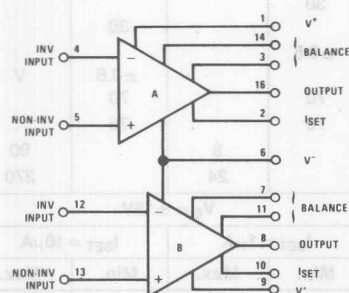 1 V+
14
BALANCE
3
INV INPUT 4
A
16 OUTPUT
2 ISET
NON-INV INPUT 5
6 V-
7
BALANCE
11
INV INPUT 12
B
8 OUTPUT
10 ISET
NON-INV INPUT 13
9 V+